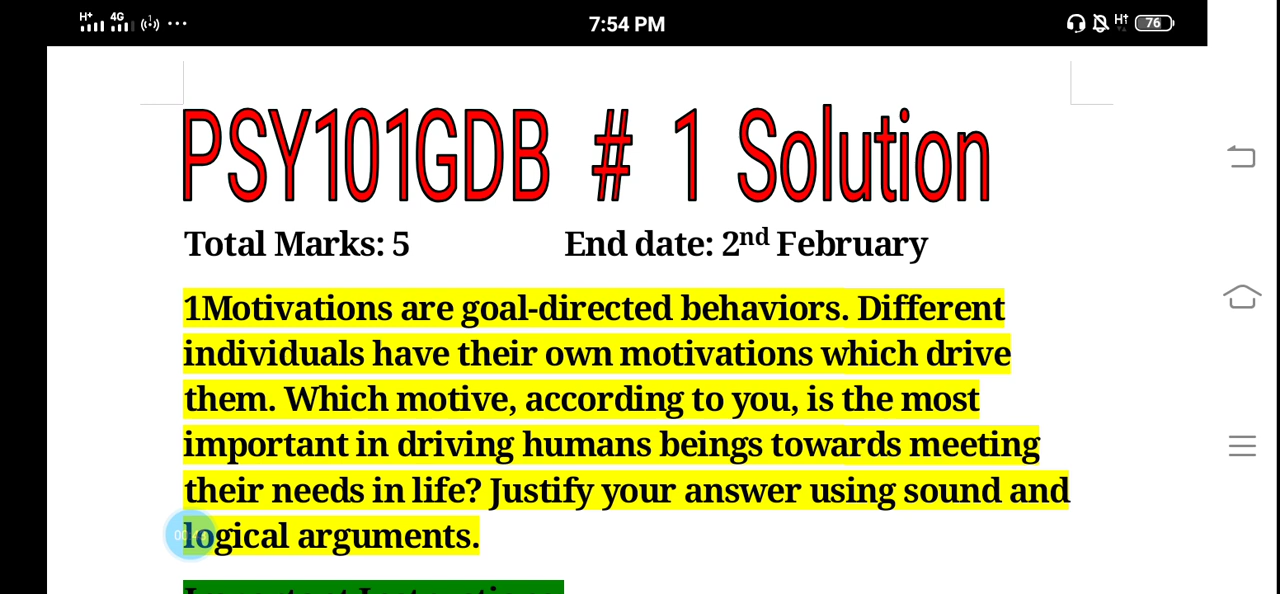 H+ 4G 7:54 PM H† 76
PSY101GDB # 1 Solution
Total Marks: 5 End date: 2nd February
1Motivations are goal-directed behaviors. Different
individuals have their own motivations which drive
them. Which motive, according to you, is the most
important in driving humans beings towards meeting
their needs in life? Justify your answer using sound and
logical arguments.